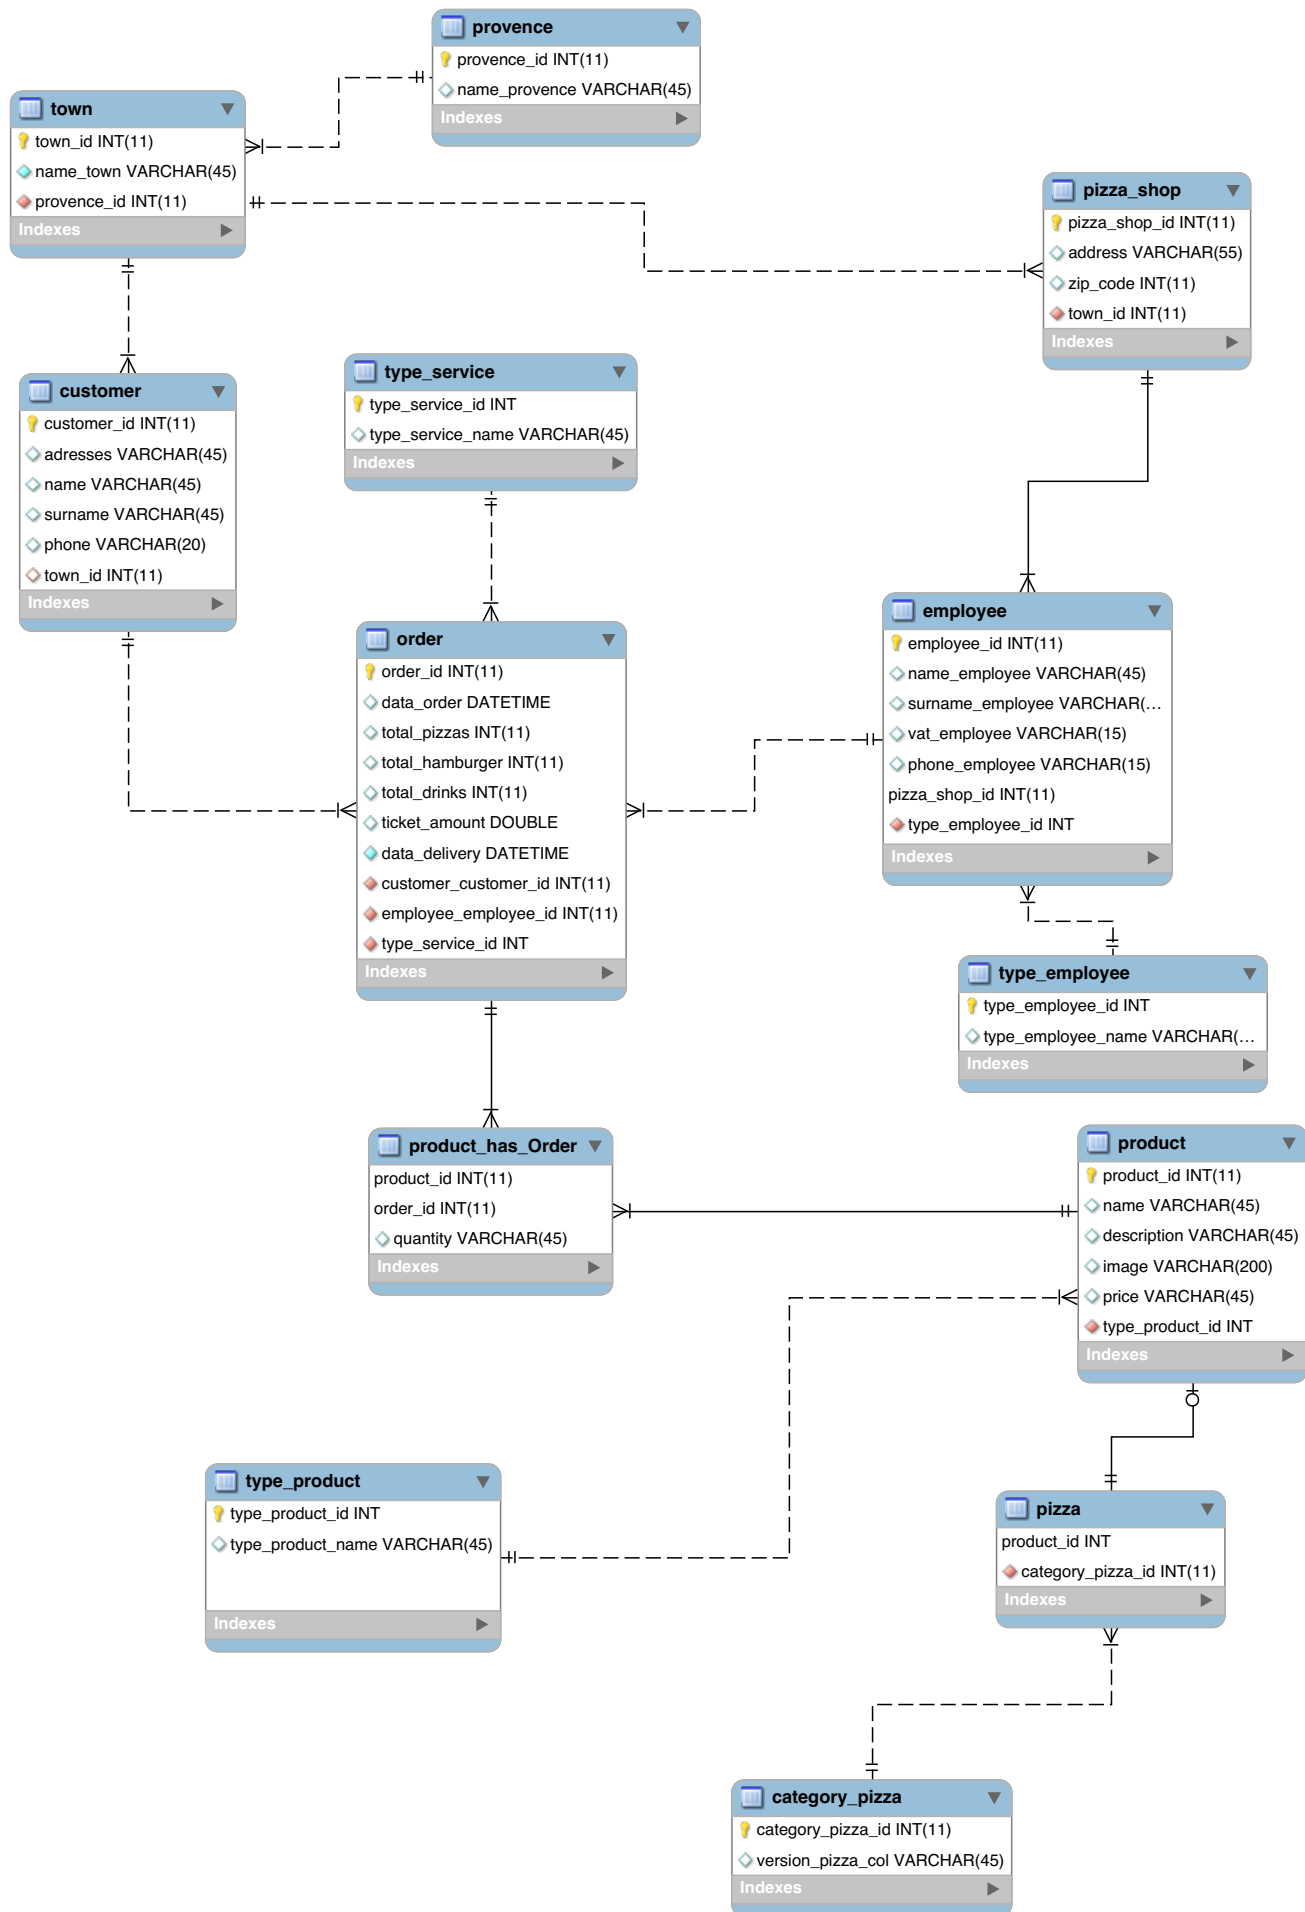 provence
provence_id INT(11)
name_provence VARCHAR(45)
Indexes
town
town_id INT(11)
name_town VARCHAR(45)
provence_id INT(11)
Indexes
pizza_shop
pizza_shop_id INT(11)
address VARCHAR(55)
zip_code INT(11)
town_id INT(11)
Indexes
customer
customer_id INT(11)
adresses VARCHAR(45)
name VARCHAR(45)
surname VARCHAR(45)
phone VARCHAR(20)
town_id INT(11)
Indexes
type_service
type_service_id INT
type_service_name VARCHAR(45)
Indexes
order
order_id INT(11)
data_order DATETIME
total_pizzas INT(11)
total_hamburger INT(11)
total_drinks INT(11)
ticket_amount DOUBLE
data_delivery DATETIME
customer_customer_id INT(11)
employee_employee_id INT(11)
type_service_id INT
Indexes
employee
employee_id INT(11)
name_employee VARCHAR(45)
surname_employee VARCHAR(...
vat_employee VARCHAR(15)
phone_employee VARCHAR(15)
pizza_shop_id INT(11)
type_employee_id INT
Indexes
type_employee
type_employee_id INT
type_employee_name VARCHAR(...
Indexes
product_has_Order
product_id INT(11)
order_id INT(11)
quantity VARCHAR(45)
Indexes
product
product_id INT(11)
name VARCHAR(45)
description VARCHAR(45)
image VARCHAR(200)
price VARCHAR(45)
type_product_id INT
Indexes
type_product
type_product_id INT
type_product_name VARCHAR(45)
Indexes
pizza
product_id INT
category_pizza_id INT(11)
Indexes
category_pizza
category_pizza_id INT(11)
version_pizza_col VARCHAR(45)
Indexes